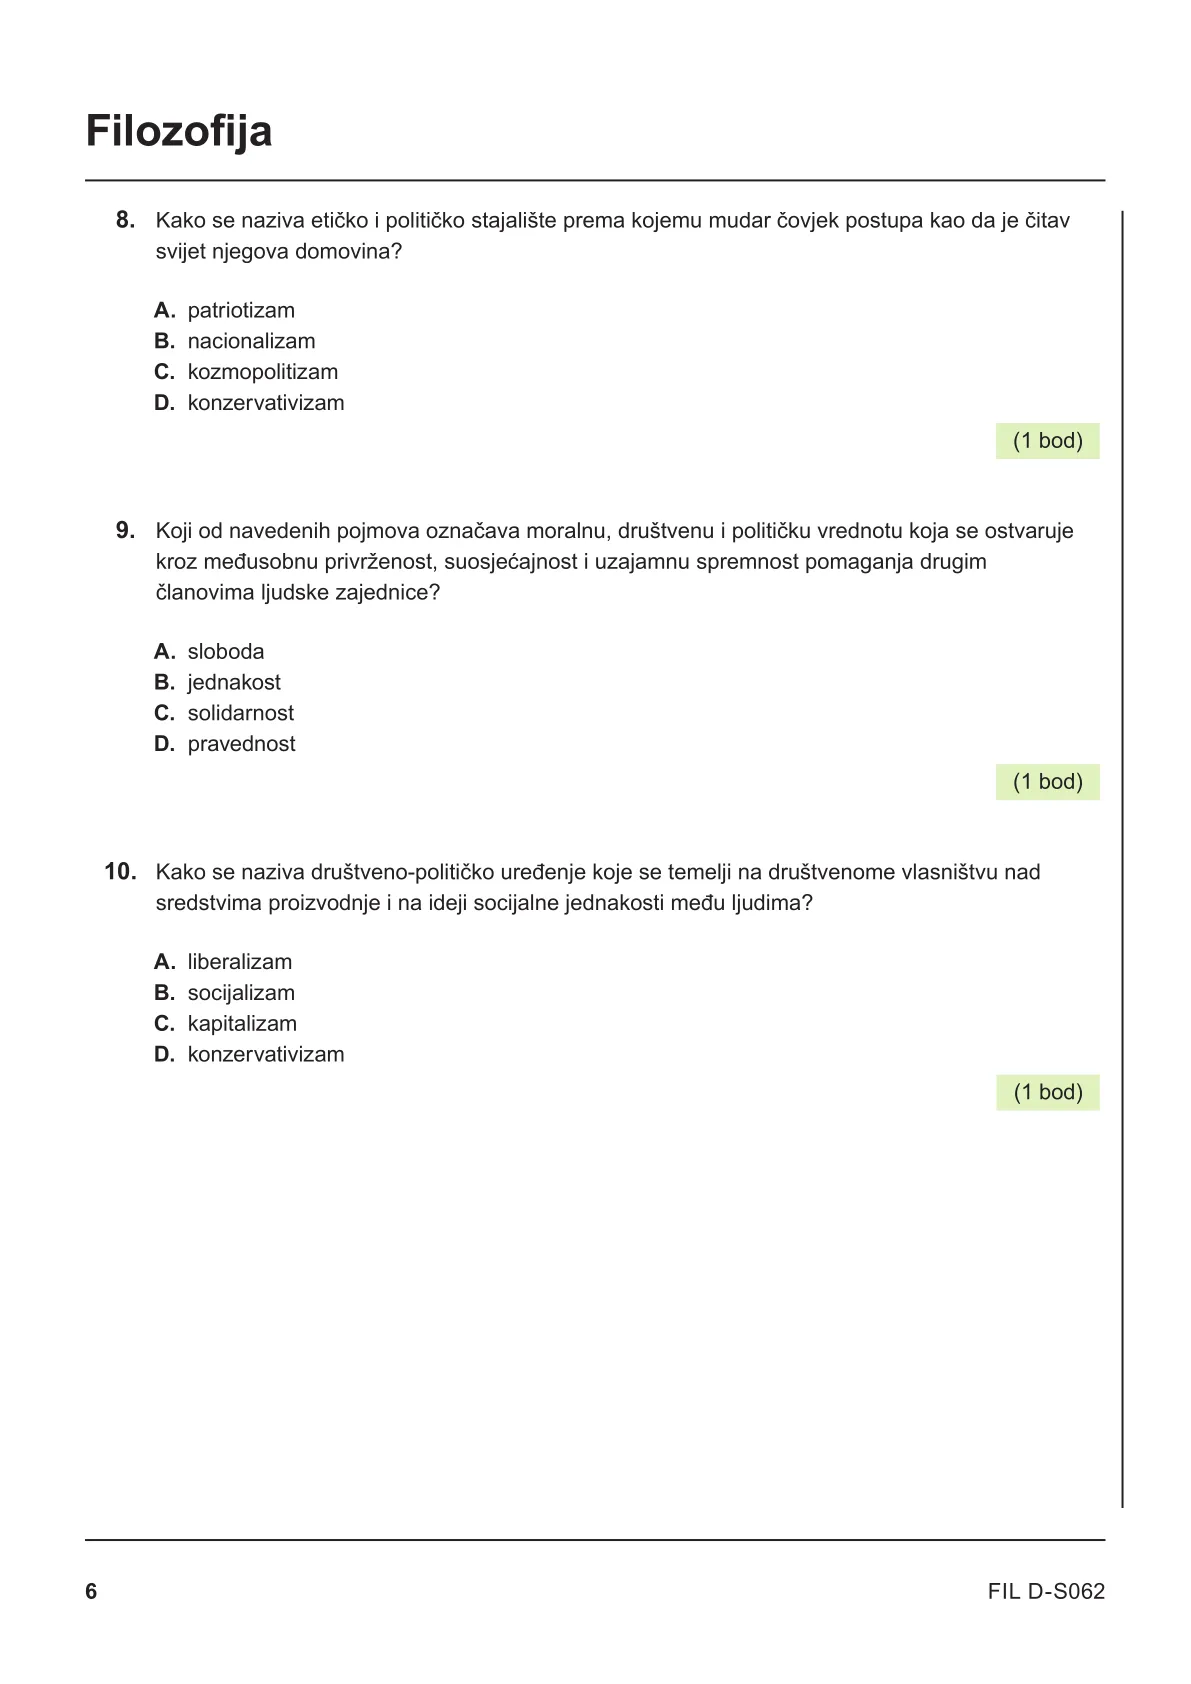 Filozofija
8. Kako se naziva etičko i političko stajalište prema kojemu mudar čovjek postupa kao da je čitav
svijet njegova domovina?
A. patriotizam
B. nacionalizam
C. kozmopolitizam
D. konzervativizam
(1 bod)
9. Koji od navedenih pojmova označava moralnu, društvenu i političku vrednotu koja se ostvaruje
kroz međusobnu privrženost, suosjećajnost i uzajamnu spremnost pomaganja drugim
članovima ljudske zajednice?
A. sloboda
B. jednakost
C. solidarnost
D. pravednost
(1 bod)
10. Kako se naziva društveno-političko uređenje koje se temelji na društvenome vlasništvu nad
sredstvima proizvodnje i na ideji socijalne jednakosti među ljudima?
A. liberalizam
B. socijalizam
C. kapitalizam
D. konzervativizam
(1 bod)
6
FIL D-S062